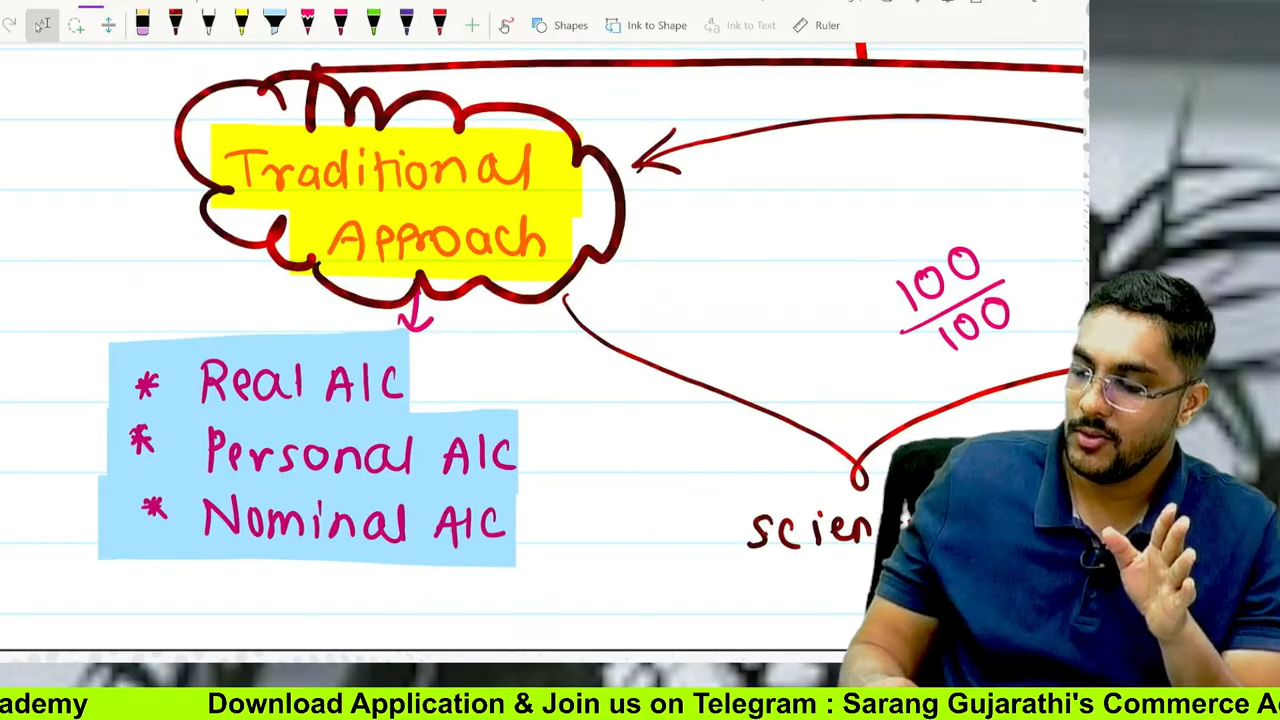 Shapes
Ink to Shape
Ink to Text
Ruler
Traditional
Approach
100
100
* Real A/C
* Personal A/C
* Nominal A/C
scien
ademy Download Application & Join us on Telegram : Sarang Gujarathi's Commerce A